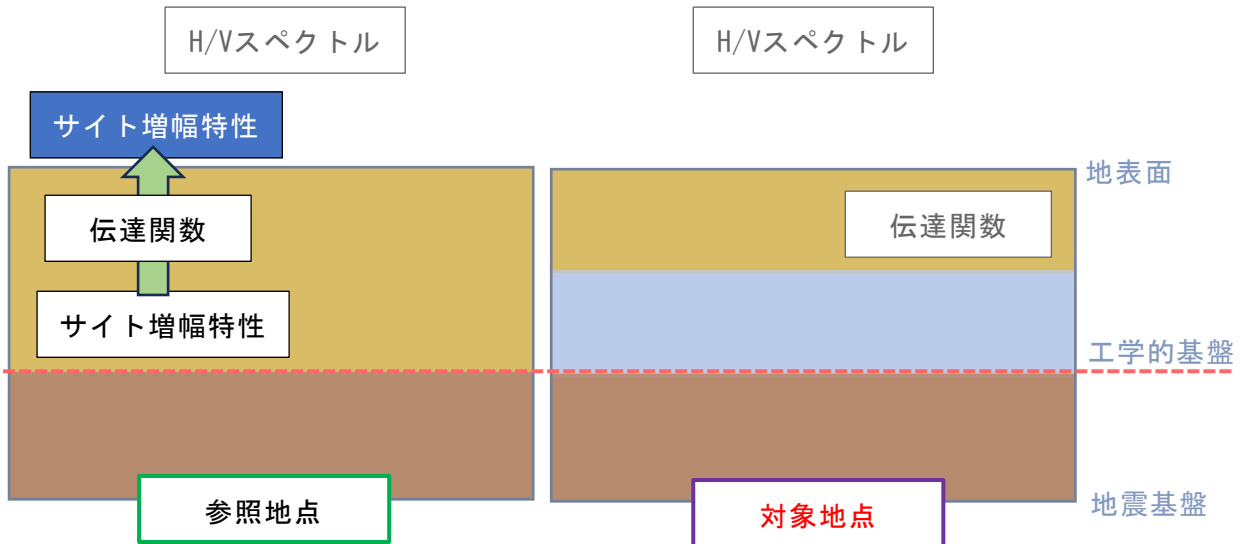 H/Vスペクトル
H/Vスペクトル
サイト増幅特性
地表面
伝達関数
伝達関数
サイト増幅特性
工学的基盤
参照地点
対象地点
地震基盤